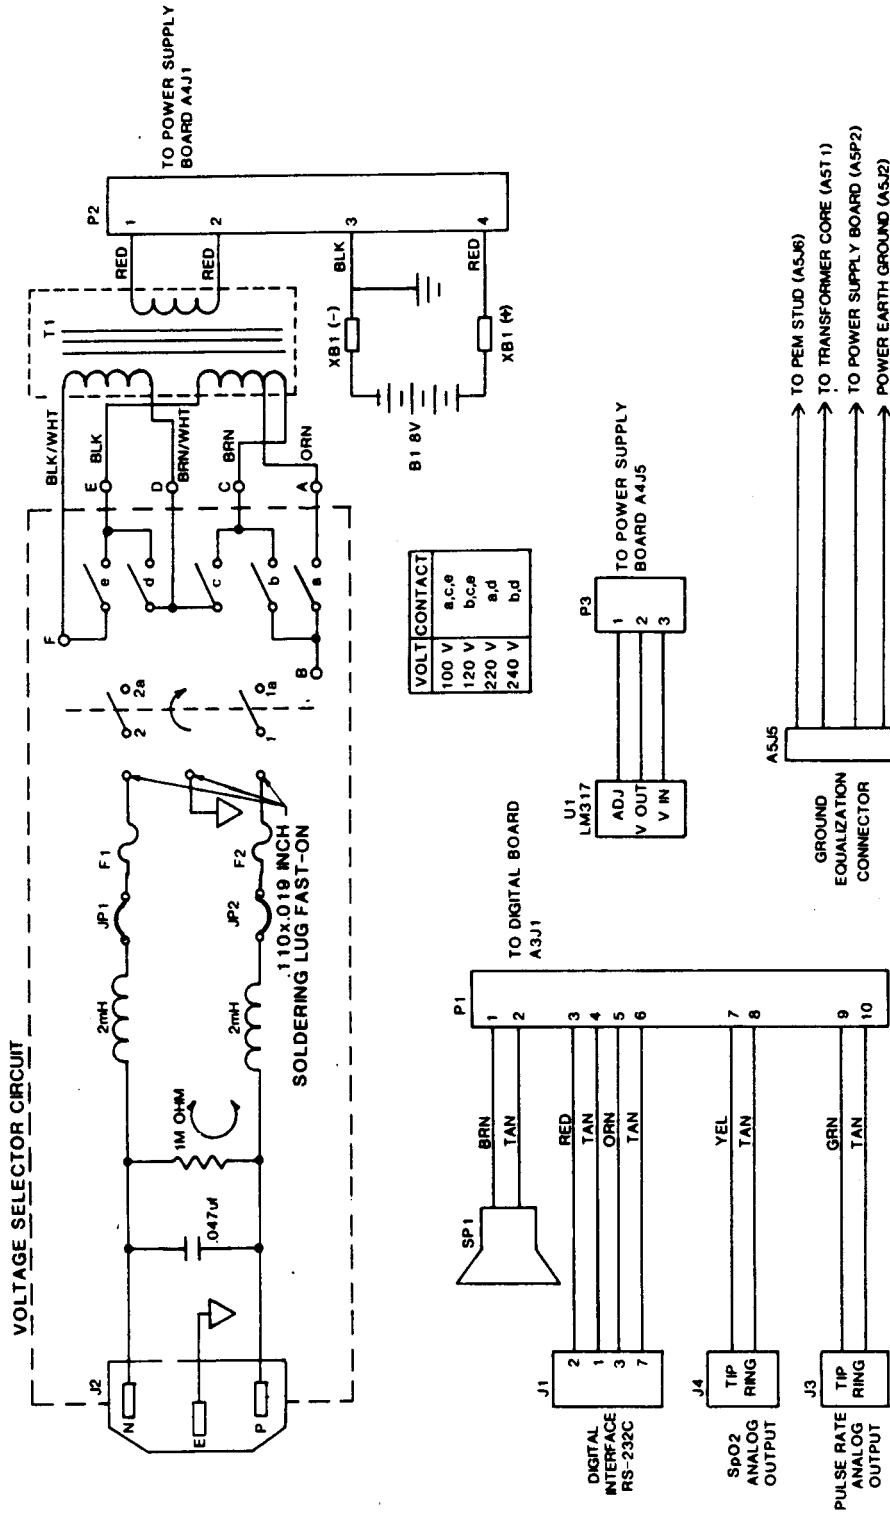 VOLTAGE SELECTOR CIRCUIT
J2
N
E
P
.047uf
1M OHM
2mH
2mH
JP1
JP2
F1
F2
.110x.019 INCH
SOLDERING LUG FAST-ON
2
2a
1
1a
F
B
e
d
c
b
a
E
D
C
A
BLK/WHT
BLK
BRN/WHT
BRN
ORN
T1
RED
RED
BLK
RED
P2
1
2
3
4
TO POWER SUPPLY
BOARD A4J1
XB1 (-)
XB1 (+)
B1 8V
VOLT CONTACT
100 V a,c,e
120 V b,c,e
220 V a,d
240 V b,d
SP1
BRN
TAN
RED
TAN
ORN
TAN
YEL
TAN
GRN
TAN
P1
1
2
3
4
5
6
7
8
9
10
TO DIGITAL BOARD
A3J1
J1
2
1
3
7
DIGITAL
INTERFACE
RS-232C
J4
TIP
RING
SpO2
ANALOG
OUTPUT
J3
TIP
RING
PULSE RATE
ANALOG
OUTPUT
U1
LM317
ADJ
V OUT
V IN
P3
1
2
3
TO POWER SUPPLY
BOARD A4J5
A5J5
GROUND
EQUALIZATION
CONNECTOR
TO PEM STUD (A5J6)
TO TRANSFORMER CORE (A5T1)
TO POWER SUPPLY BOARD (A5P2)
POWER EARTH GROUND (A5J2)